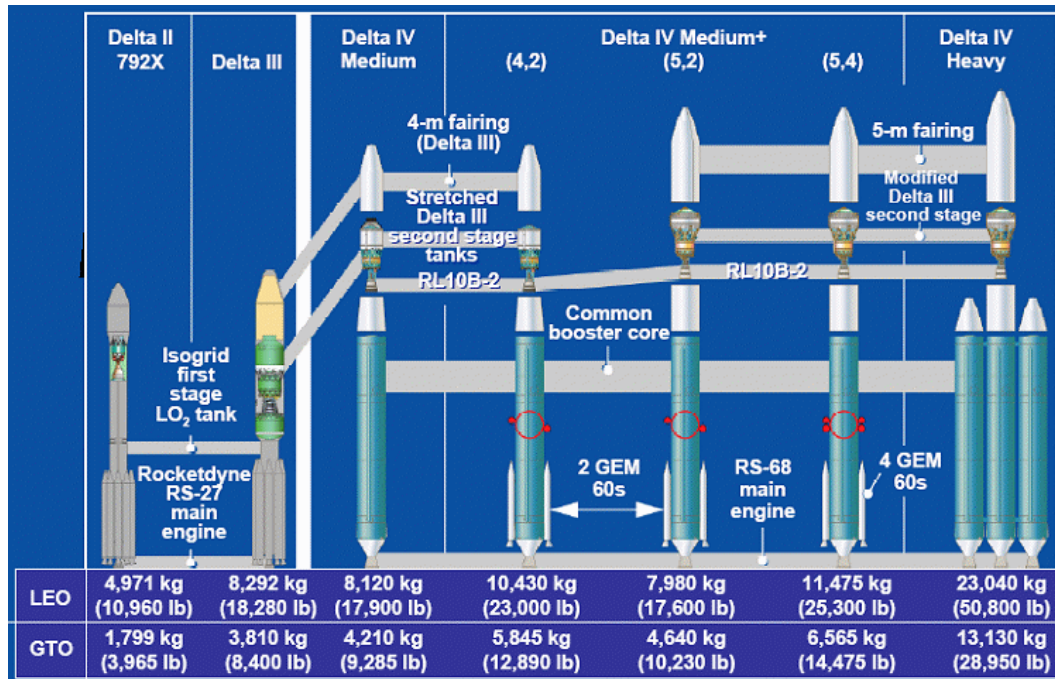 Delta II
792X
Delta III
Delta IV
Medium
Delta IV Medium+
(4,2)
(5,2)
(5,4)
Delta IV
Heavy
4-m fairing
(Delta III)
5-m fairing
Stretched
Delta III
second stage
tanks
Modified
Delta III
second stage
RL10B-2
RL10B-2
Common
booster core
Isogrid
first
stage
LO₂ tank
Rocketdyne
RS-27
main
engine
2 GEM
60s
RS-68
main
engine
4 GEM
60s
LEO 4,971 kg 8,292 kg 8,120 kg 10,430 kg 7,980 kg 11,475 kg 23,040 kg
(10,960 lb) (18,280 lb) (17,900 lb) (23,000 lb) (17,600 lb) (25,300 lb) (50,800 lb)
GTO 1,799 kg 3,810 kg 4,210 kg 5,845 kg 4,640 kg 6,565 kg 13,130 kg
(3,965 lb) (8,400 lb) (9,285 lb) (12,890 lb) (10,230 lb) (14,475 lb) (28,950 lb)